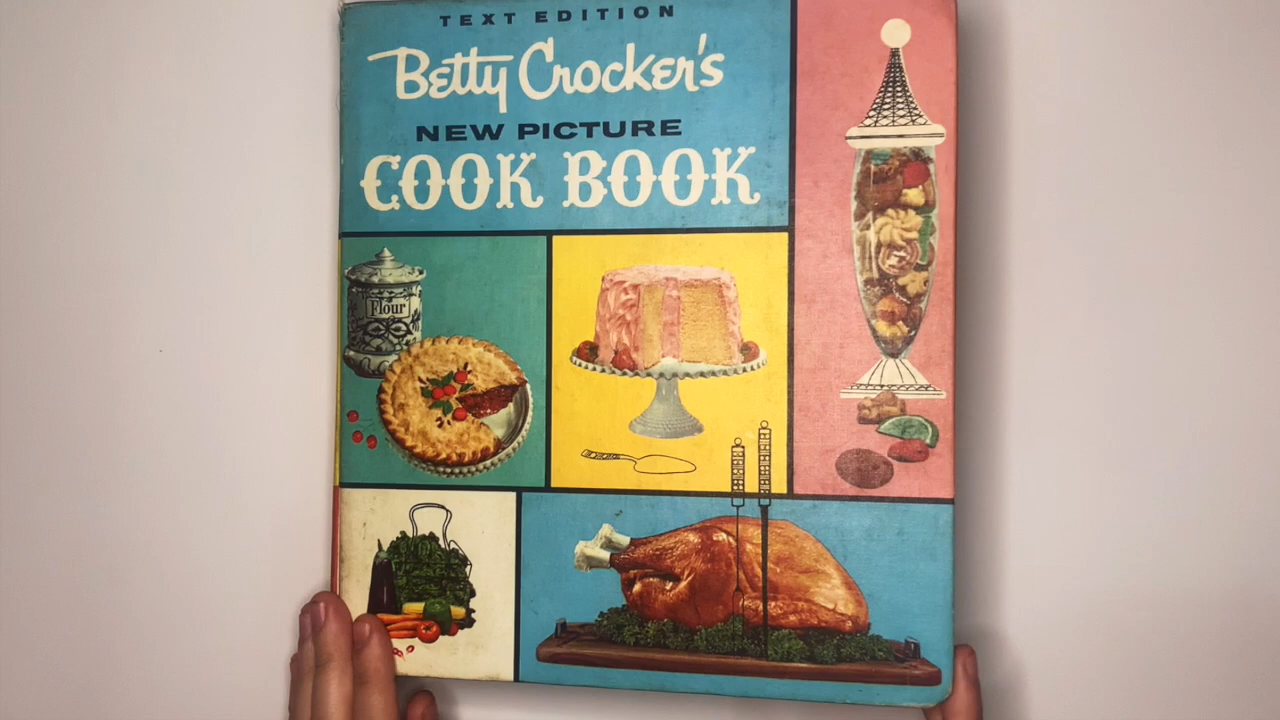 TEXT EDITION
Betty Crocker's
NEW PICTURE
COOK BOOK
Flour